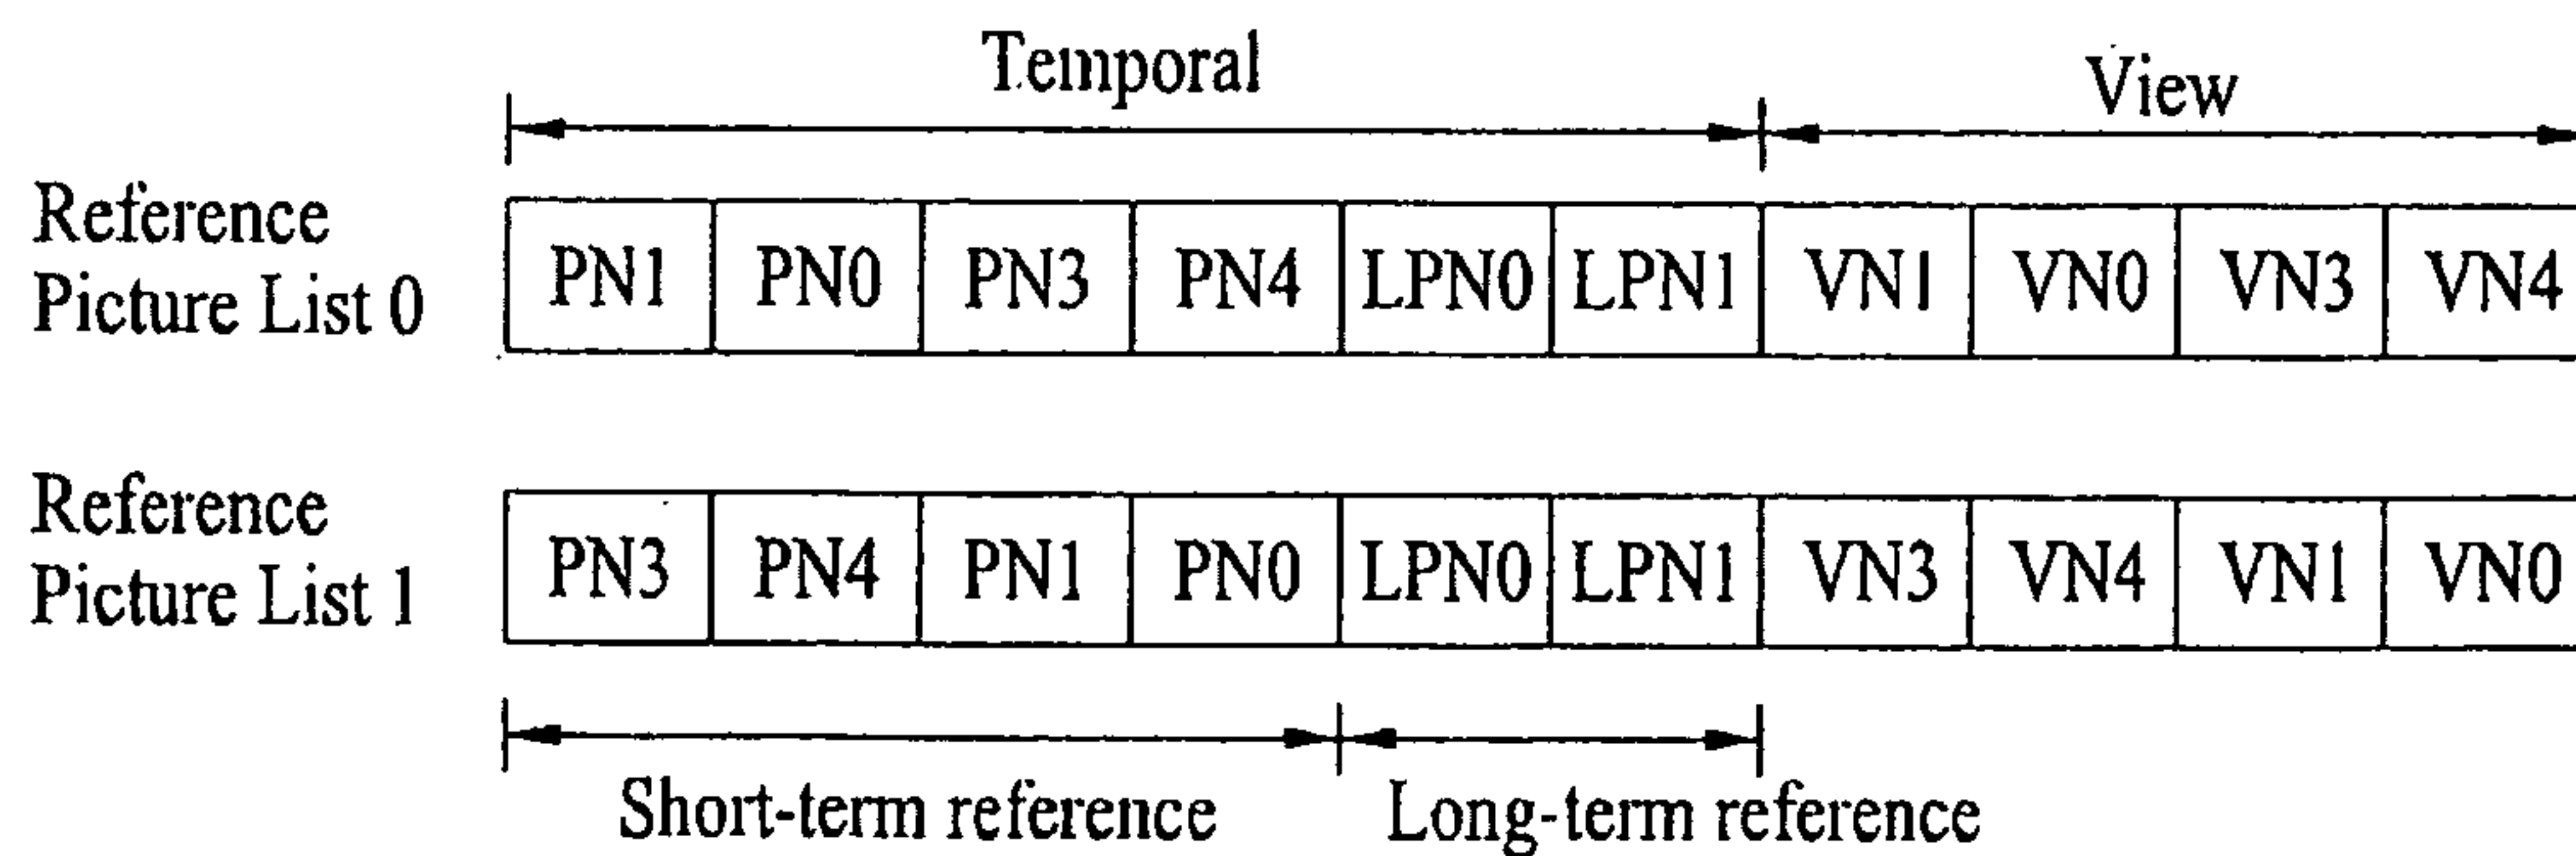 Temporal
View
Reference
Picture List 0
PN1 PN0 PN3 PN4 LPN0 LPN1 VN1 VN0 VN3 VN4
Reference
Picture List 1
PN3 PN4 PN1 PN0 LPN0 LPN1 VN3 VN4 VN1 VN0
Short-term reference
Long-term reference